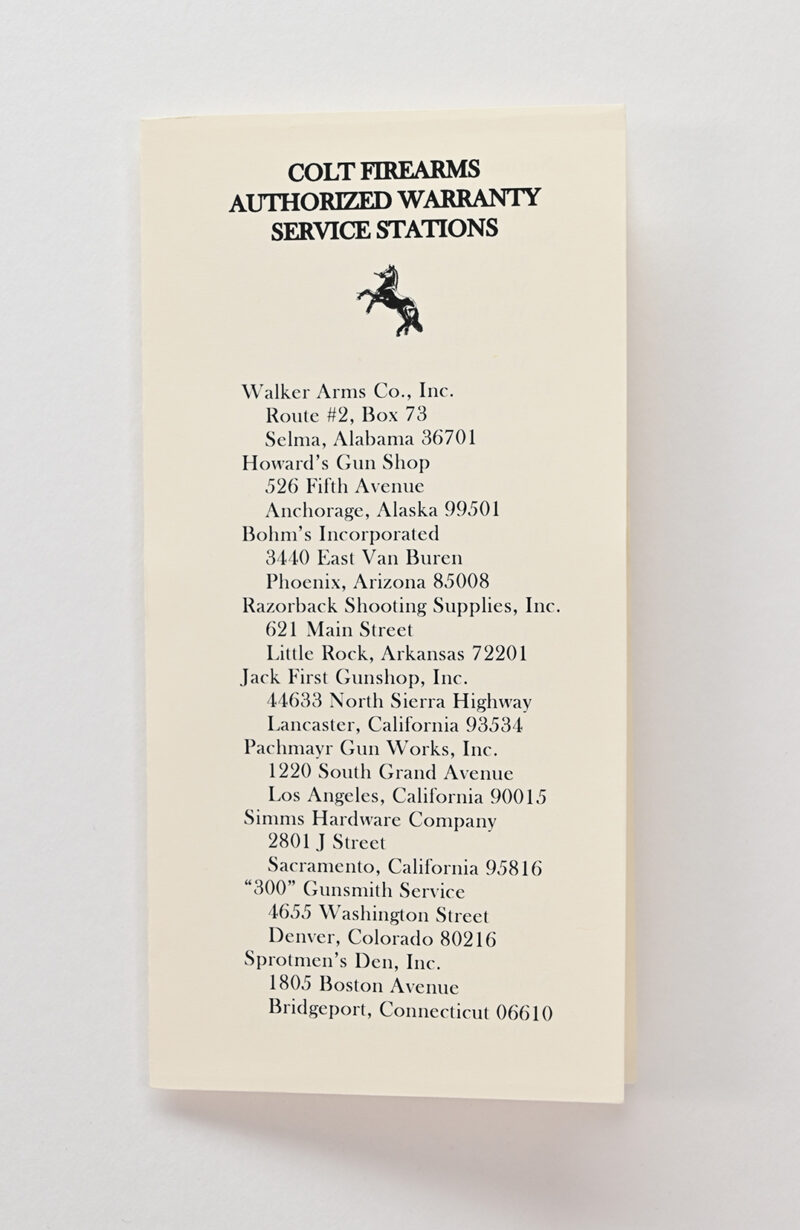 COLT FIREARMS
AUTHORIZED WARRANTY
SERVICE STATIONS
Walker Arms Co., Inc.
Route #2, Box 73
Selma, Alabama 36701
Howard's Gun Shop
526 Fifth Avenue
Anchorage, Alaska 99501
Bohm's Incorporated
3440 East Van Buren
Phoenix, Arizona 85008
Razorback Shooting Supplies, Inc.
621 Main Street
Little Rock, Arkansas 72201
Jack First Gunshop, Inc.
44633 North Sierra Highway
Lancaster, California 93534
Pachmayr Gun Works, Inc.
1220 South Grand Avenue
Los Angeles, California 90015
Simms Hardware Company
2801 J Street
Sacramento, California 95816
“300” Gunsmith Service
4655 Washington Street
Denver, Colorado 80216
Sprotmen's Den, Inc.
1805 Boston Avenue
Bridgeport, Connecticut 06610